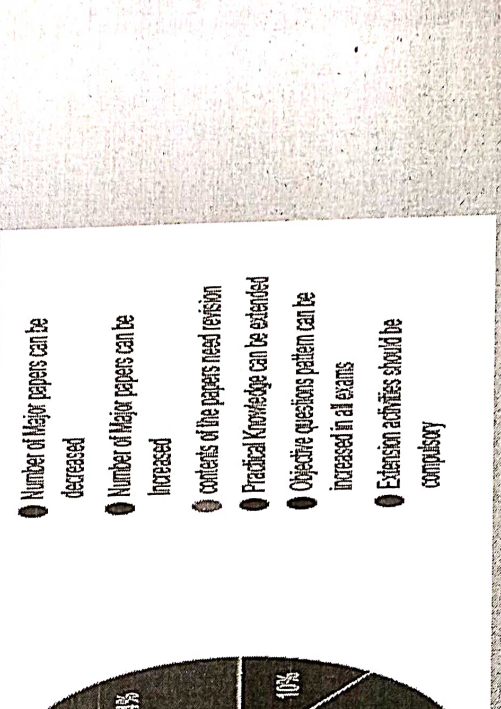 Number of Major papers can be
decreased
Number of Major papers can be
Increased
contents of the papers need revision
Practical Knowledge can be extended
Objective questions pattern can be
increased in all exams
Extension activities should be
compulsory
10%